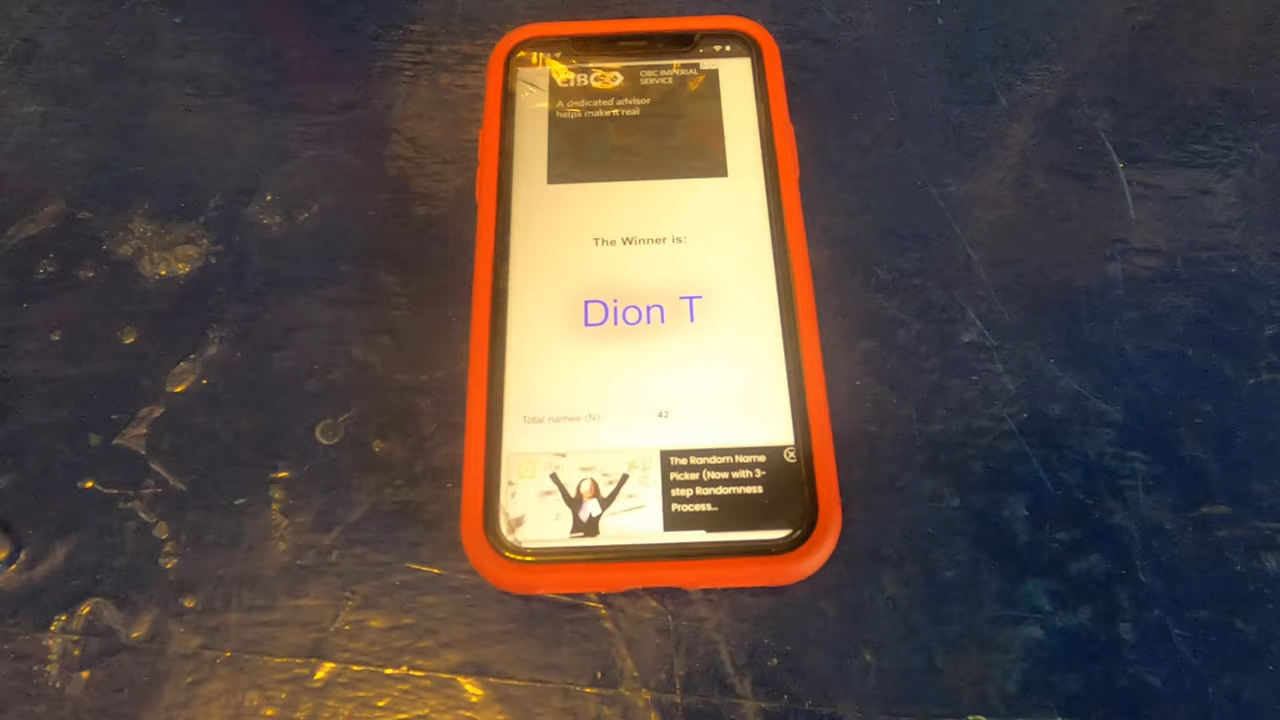 CIBC
CIBC IMPERIAL
SERVICE
A dedicated advisor
helps make it real
The Winner is:
Dion T
Total names (N):
42
The Random Name
Picker (Now with 3-
step Randomness
Process...